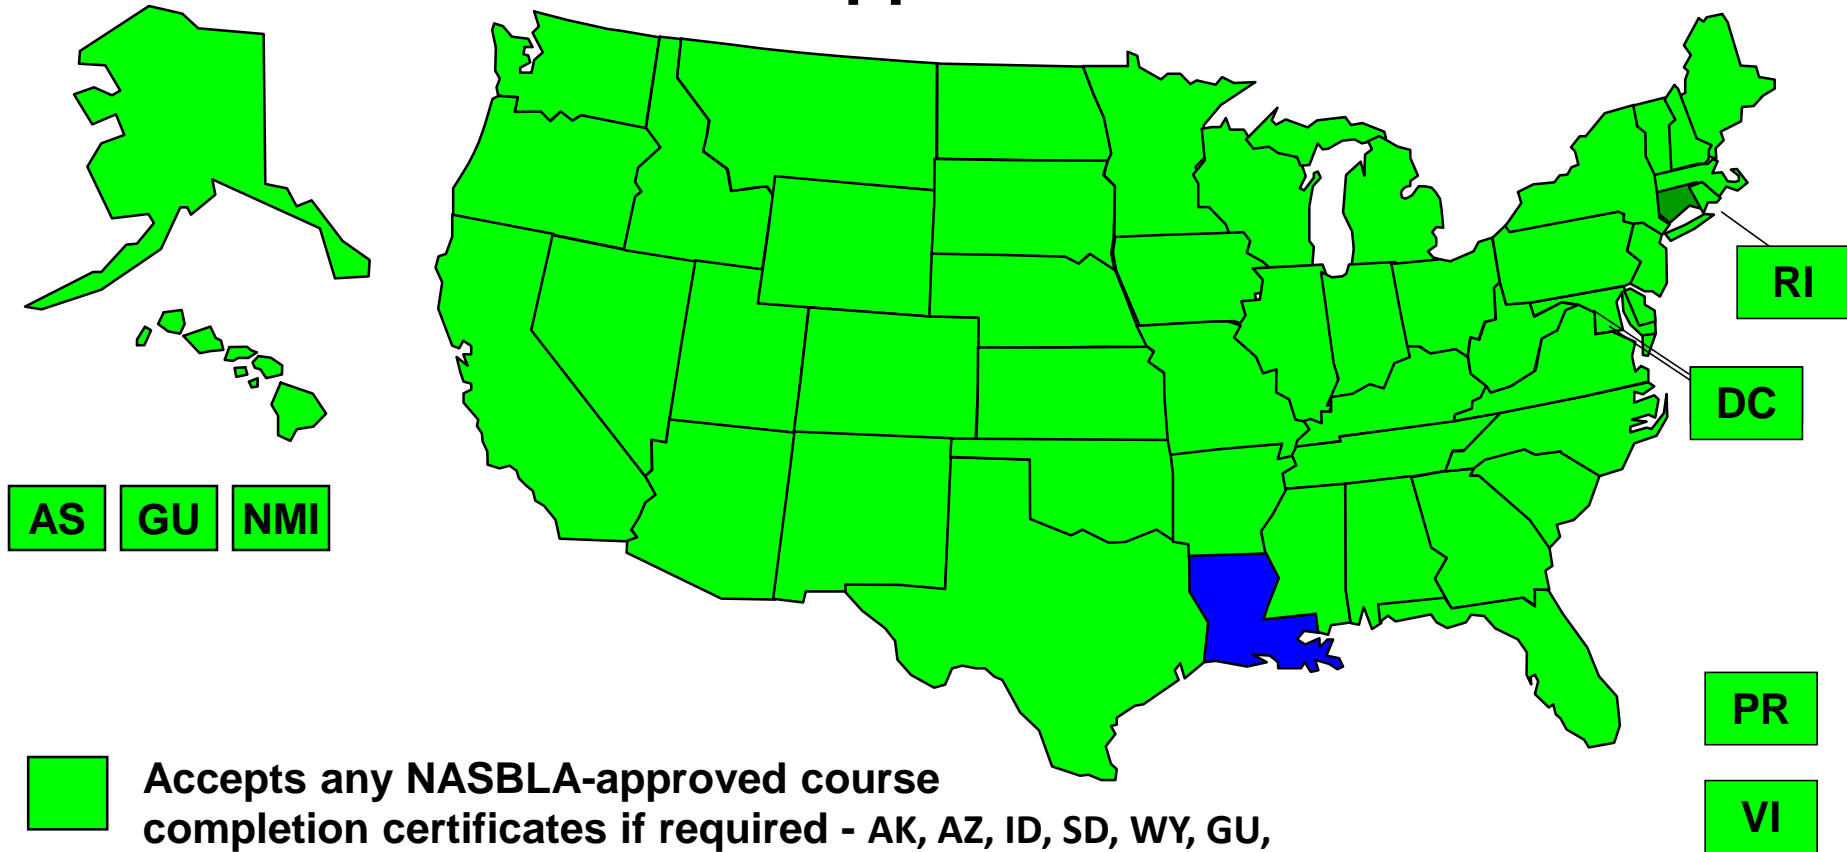 RI
DC
AS GU NMI
PR
Accepts any NASBLA-approved course
completion certificates if required - AK, AZ, ID, SD, WY, GU,
VI